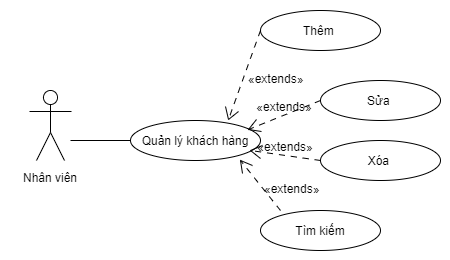 Thêm
«extends»
«extends»
Sửa
Quản lý khách hàng
«extends»
Xóa
Nhân viên
«extends»
Tìm kiếm